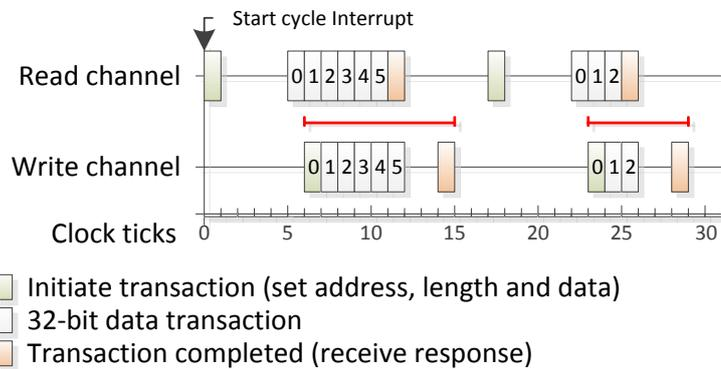 Start cycle Interrupt
Read channel 0 1 2 3 4 5 0 1 2
Write channel 0 1 2 3 4 5 0 1 2
Clock ticks 0 5 10 15 20 25 30
Initiate transaction (set address, length and data)
32-bit data transaction
Transaction completed (receive response)